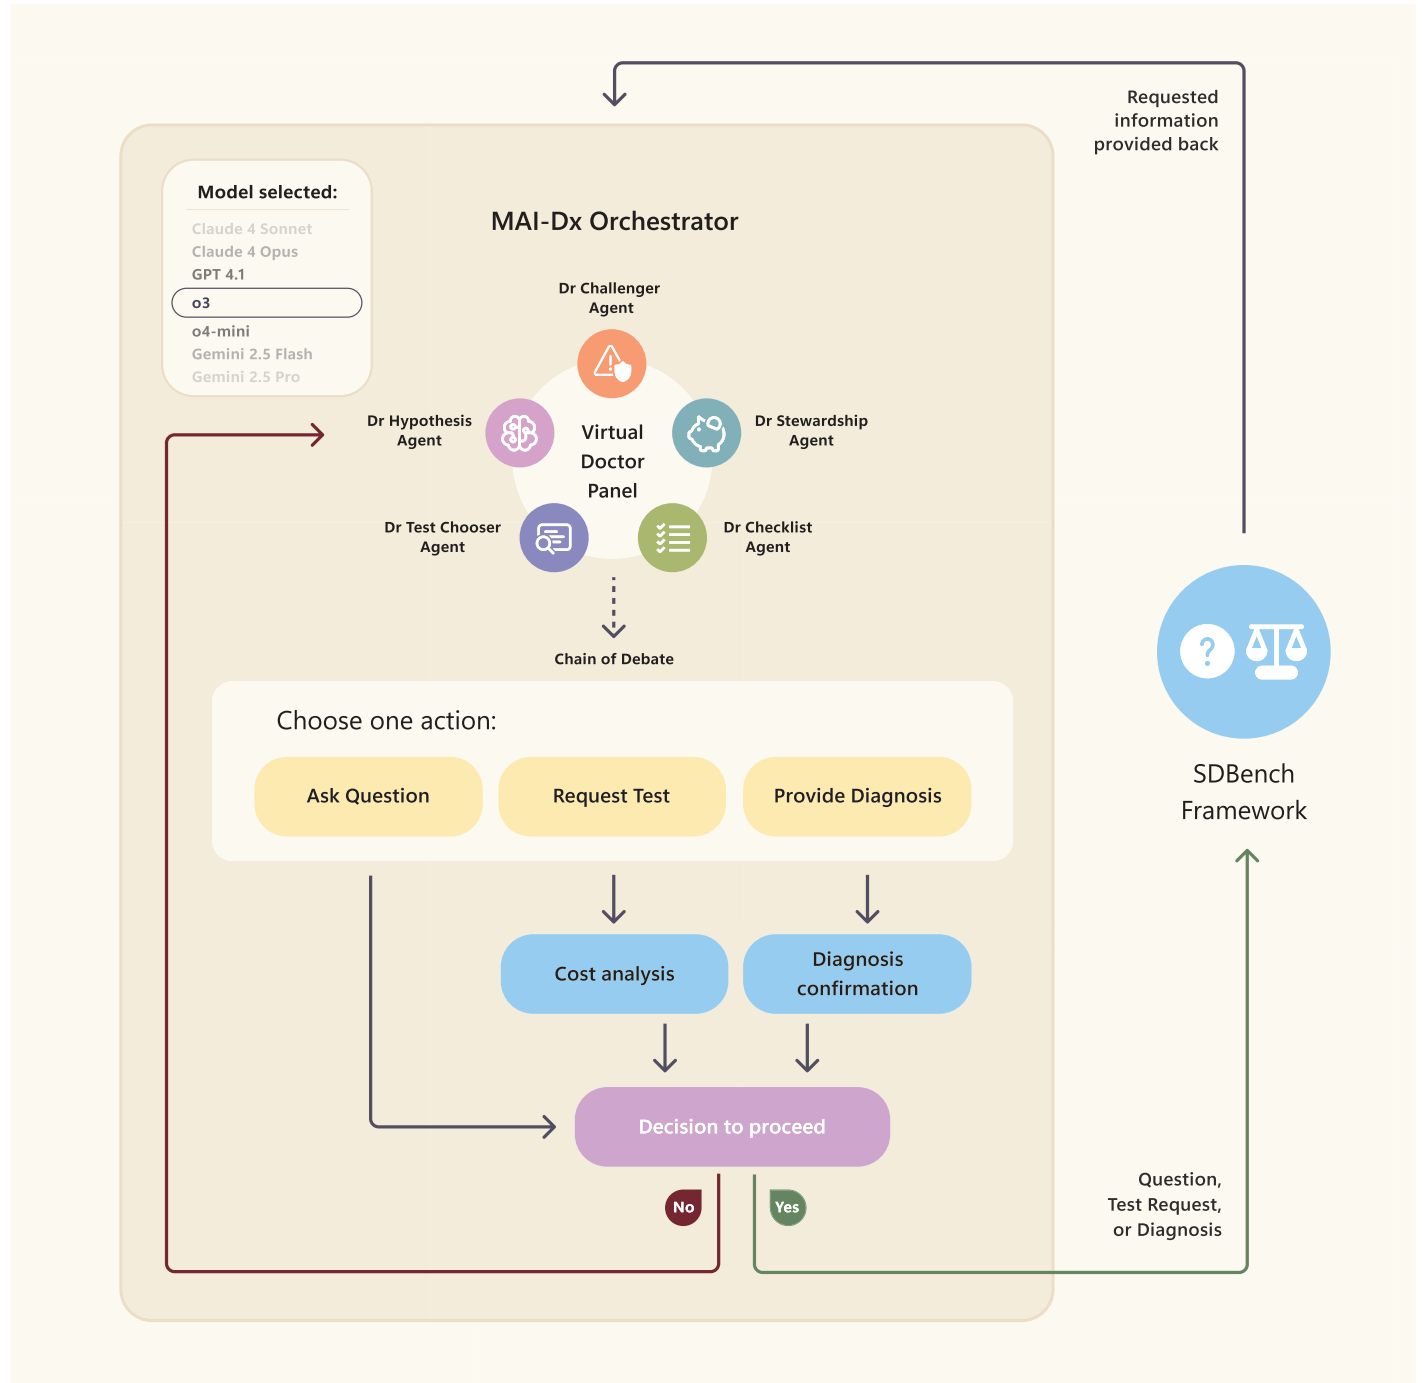 Requested
information
provided back
Model selected:
Claude 4 Sonnet
Claude 4 Opus
GPT 4.1
o3
o4-mini
Gemini 2.5 Flash
Gemini 2.5 Pro
MAI-Dx Orchestrator
Dr Challenger
Agent
Dr Hypothesis
Agent
Virtual
Doctor
Panel
Dr Stewardship
Agent
Dr Test Chooser
Agent
Dr Checklist
Agent
Chain of Debate
Choose one action:
Ask Question
Request Test
Provide Diagnosis
?
SDBench
Framework
Cost analysis
Diagnosis
confirmation
Decision to proceed
No
Yes
Question,
Test Request,
or Diagnosis